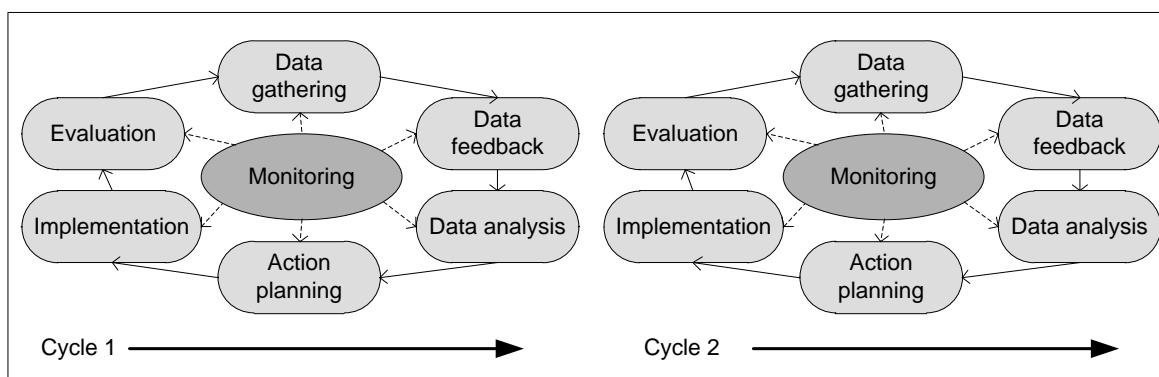 Data
gathering
Evaluation
Data
feedback
Monitoring
Implementation
Data analysis
Action
planning
Cycle 1
Data
gathering
Evaluation
Data
feedback
Monitoring
Implementation
Data analysis
Action
planning
Cycle 2